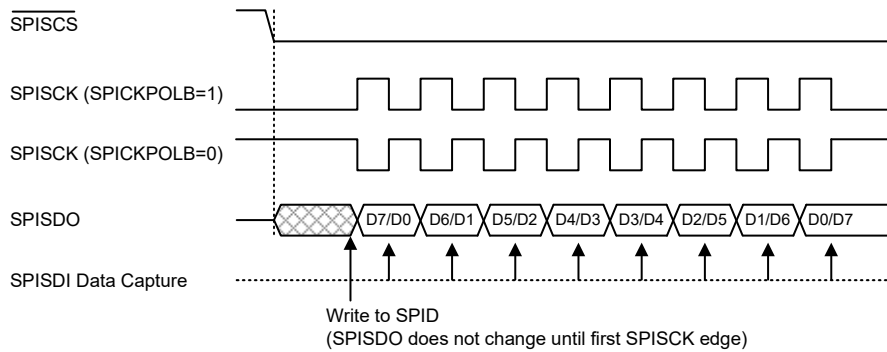 SPISCS
SPISCK (SPICKPOLB=1)
SPISCK (SPICKPOLB=0)
SPISDO D7/D0 D6/D1 D5/D2 D4/D3 D3/D4 D2/D5 D1/D6 D0/D7
SPISDI Data Capture
Write to SPID
(SPISDO does not change until first SPISCK edge)